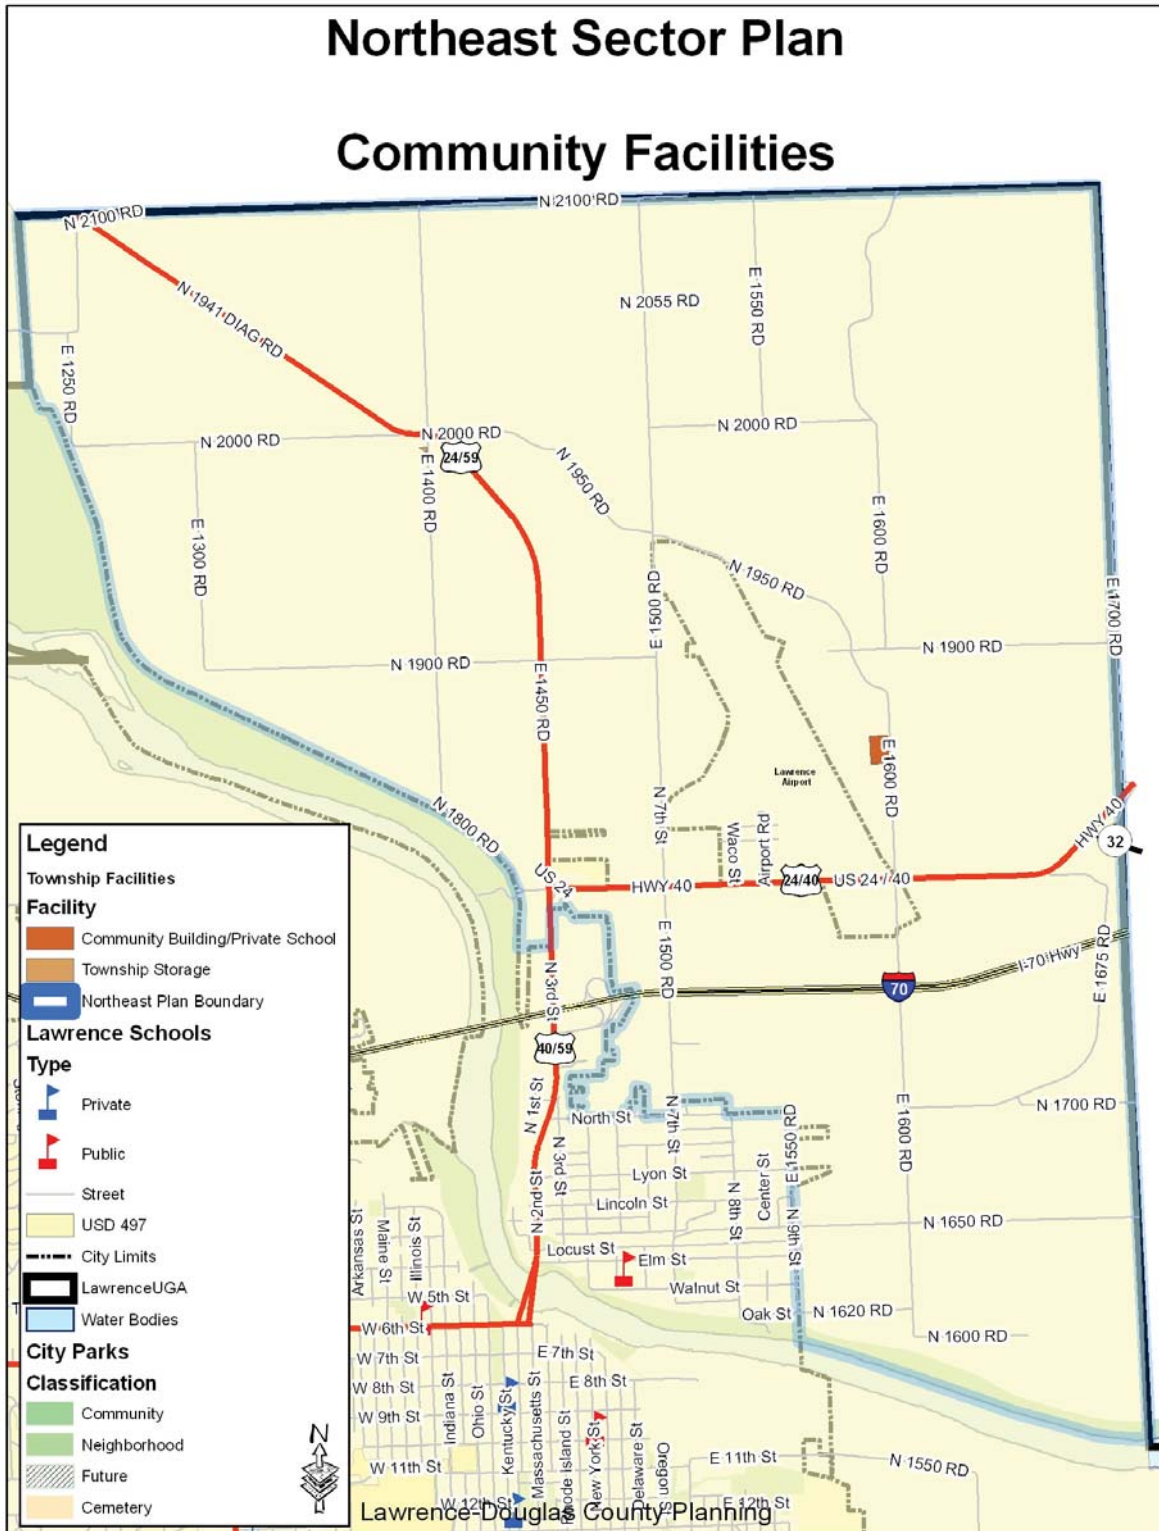 Northeast Sector Plan
Community Facilities
N 2100 RD
N 2100 RD
N 1941 DIAG RD
N 2055 RD
E 1550 RD
E 1250 RD
N 2000 RD
N 2000 RD
N 2000 RD
24/59
E 1400 RD
N 1950 RD
E 1300 RD
E 1600 RD
E 1500 RD
N 1950 RD
E 1700 RD
N 1900 RD
N 1900 RD
E 1450 RD
E 1600 RD
Lawrence
Airport
N 1800 RD
N 7th St
Waco St
Airport Rd
HWY 40
32
US 24
HWY 40
24/40
US 24 / 40
E 1500 RD
N 3rd St
I-70 Hwy
E 1675 RD
70
40/59
N 1st St
North St
N 7th St
E 1550 RD
E 1600 RD
N 1700 RD
N 3rd St
Lyon St
Center St
N 2nd St
Lincoln St
N 8th St
N 9th St
N 1650 RD
Arkansas St
Maine St
Illinois St
Locust St
Elm St
Walnut St
W 5th St
Oak St
N 1620 RD
W 6th St
N 1600 RD
W 7th St
E 7th St
W 8th St
E 8th St
W 9th St
Indiana St
Ohio St
Kentucky St
Massachusetts St
Rhode Island St
New York St
Delaware St
Oregon St
W 11th St
E 11th St
N 1550 RD
W 12th St
E 12th St
Lawrence-Douglas County Planning
Legend
Township Facilities
Facility
Community Building/Private School
Township Storage
Northeast Plan Boundary
Lawrence Schools
Type
Private
Public
Street
USD 497
City Limits
LawrenceUGA
Water Bodies
City Parks
Classification
Community
Neighborhood
Future
Cemetery
N